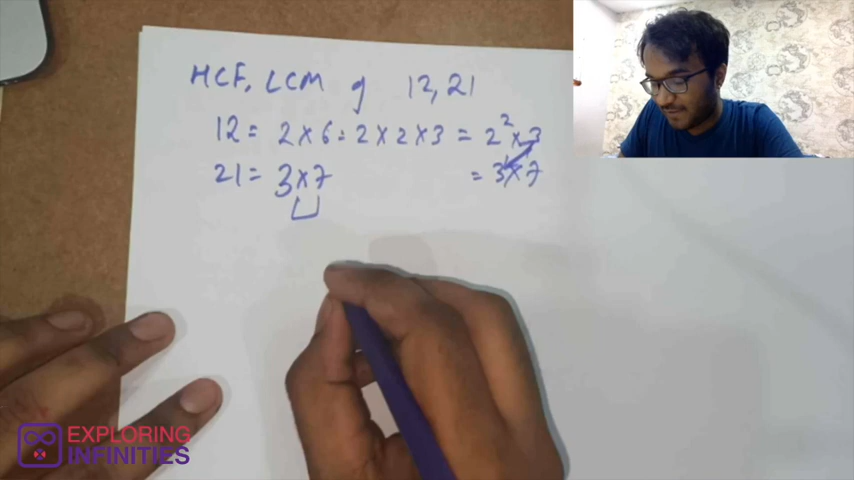 HCF, LCM of 12, 21
12 = 2 x 6 = 2 x 2 x 3 = 2² x 3
21 = 3 x 7 = 3¹ x 7
EXPLORING
INFINITIES